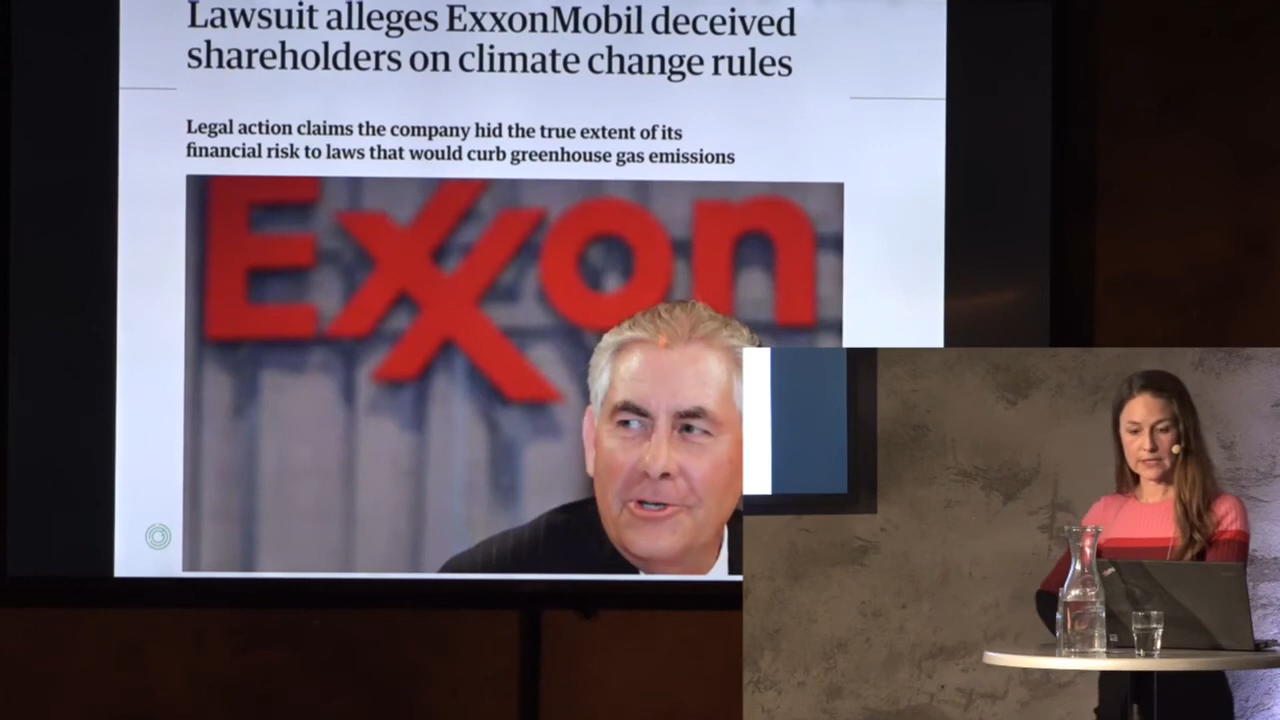 Lawsuit alleges ExxonMobil deceived
shareholders on climate change rules
Legal action claims the company hid the true extent of its
financial risk to laws that would curb greenhouse gas emissions
Exxon